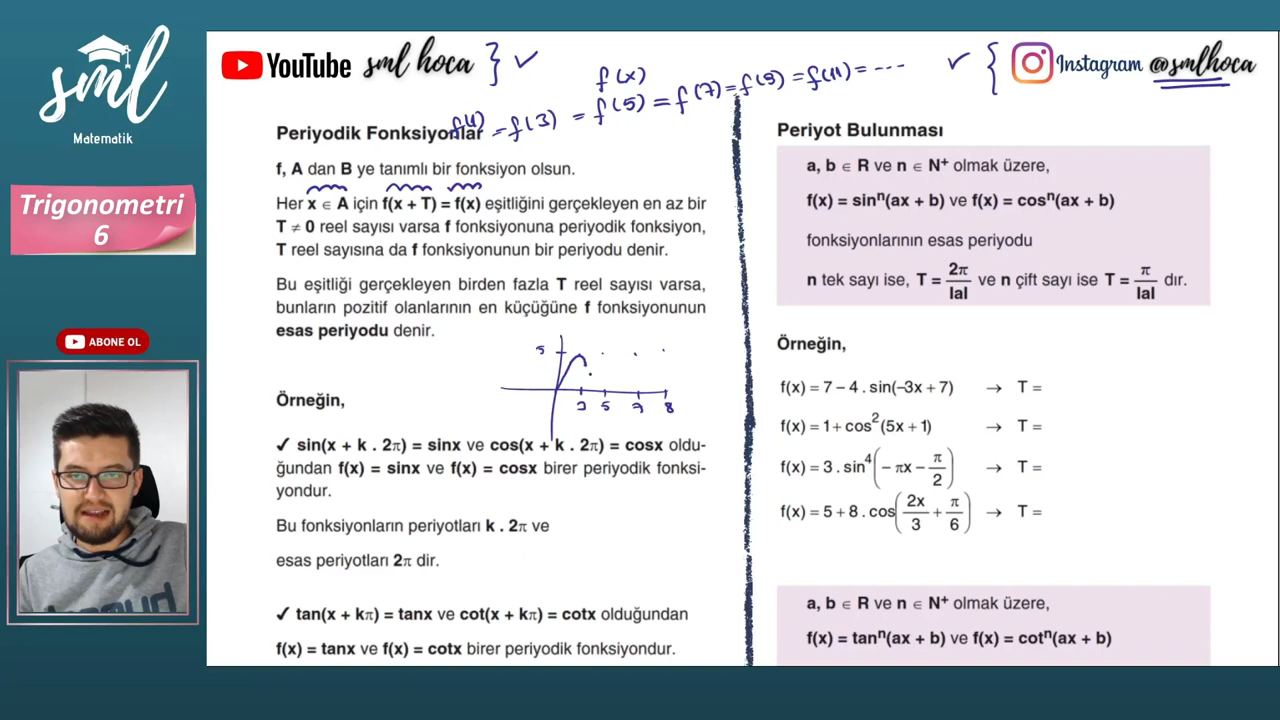 sml
Matematik
Trigonometri
6
ABONE OL
YouTube sml hoca
Instagram @smlhoca
f(x)
= f(3) = f(5) = f(7) = f(9) = f(11) = ----
Periyodik Fonksiyonlar
f, A dan B ye tanımlı bir fonksiyon olsun.
Her x ∈ A için f(x + T) = f(x) eşitliğini gerçekleyen en az bir
T ≠ 0 reel sayısı varsa f fonksiyonuna periyodik fonksiyon,
T reel sayısına da f fonksiyonunun bir periyodu denir.
Bu eşitliği gerçekleyen birden fazla T reel sayısı varsa,
bunların pozitif olanlarının en küçüğüne f fonksiyonunun
esas periyodu denir.
5
3 5 7 8
Örneğin,
✓ sin(x + k . 2π) = sinx ve cos(x + k . 2π) = cosx oldu-
ğundan f(x) = sinx ve f(x) = cosx birer periyodik fonksi-
yondur.
Bu fonksiyonların periyotları k . 2π ve
esas periyotları 2π dir.
✓ tan(x + kπ) = tanx ve cot(x + kπ) = cotx olduğundan
f(x) = tanx ve f(x) = cotx birer periyodik fonksiyondur.
Periyot Bulunması
a, b ∈ R ve n ∈ N⁺ olmak üzere,
f(x) = sinⁿ(ax + b) ve f(x) = cosⁿ(ax + b)
fonksiyonlarının esas periyodu
n tek sayı ise, T = 2π/|a| ve n çift sayı ise T = π/|a| dır.
Örneğin,
f(x) = 7 – 4 . sin(–3x + 7) → T =
f(x) = 1 + cos²(5x + 1) → T =
f(x) = 3 . sin⁴(– πx – π/2) → T =
f(x) = 5 + 8 . cos(2x/3 + π/6) → T =
a, b ∈ R ve n ∈ N⁺ olmak üzere,
f(x) = tanⁿ(ax + b) ve f(x) = cotⁿ(ax + b)